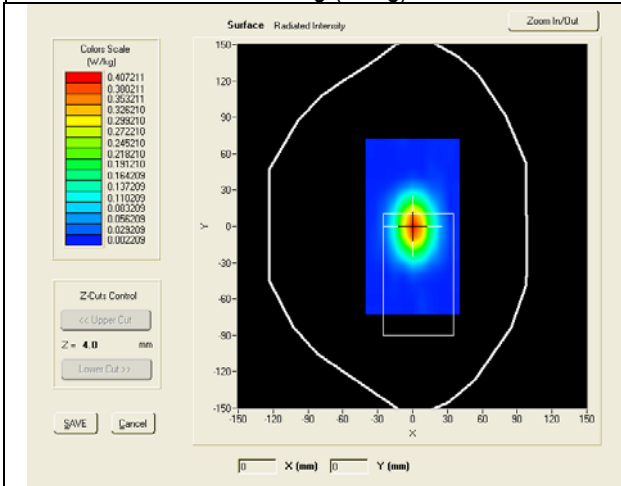 Surface Radiated Intensity
Zoom In/Out
Colors Scale
(W/kg)
0.407211
0.380211
0.353211
0.326210
0.299210
0.272210
0.245210
0.218210
0.191210
0.164209
0.137209
0.110209
0.083209
0.056209
0.029209
0.002209
Z-Cuts Control
<< Upper Cut
Z = 4.0 mm
Lower Cut >>
SAVE Cancel
150
120
90
60
30
0
-30
-60
-90
-120
-150
Y
-150 -120 -90 -60 -30 0 30 60 90 120 150
X
0 X (mm) 0 Y (mm)